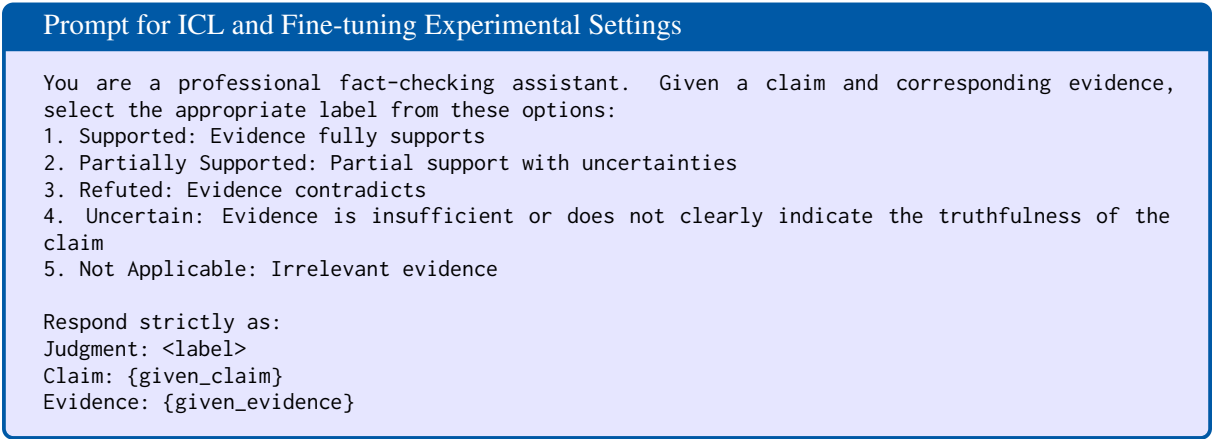 Prompt for ICL and Fine-tuning Experimental Settings
You are a professional fact-checking assistant. Given a claim and corresponding evidence,
select the appropriate label from these options:
1. Supported: Evidence fully supports
2. Partially Supported: Partial support with uncertainties
3. Refuted: Evidence contradicts
4. Uncertain: Evidence is insufficient or does not clearly indicate the truthfulness of the
claim
5. Not Applicable: Irrelevant evidence
Respond strictly as:
Judgment: <label>
Claim: {given_claim}
Evidence: {given_evidence}